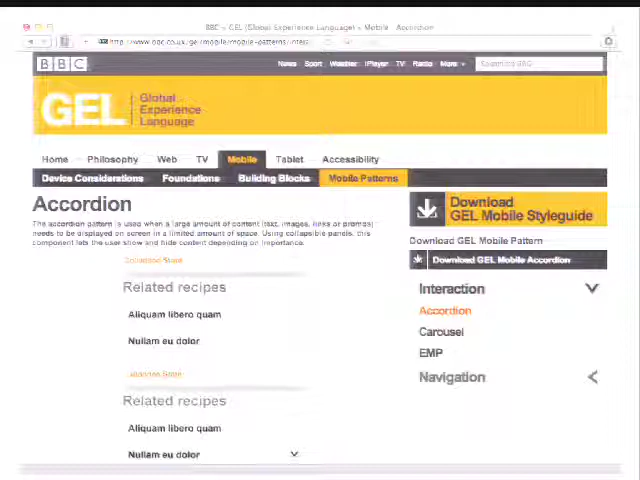 BBC - GEL (Global Experience Language) - Mobile - Accordion
BBC
News Sport Weather iPlayer TV Radio More
GEL
Global
Experience
Language
Home Philosophy Web TV Mobile Tablet Accessibility
Device Considerations Foundations Building Blocks Mobile Patterns
Accordion
The accordion pattern is used when a large amount of content (text, images, links or promos)
needs to be displayed on screen in a limited amount of space. Using collapsible panels, this
component lets the user show and hide content depending on importance.
Related recipes
Aliquam libero quam
Nullam eu dolor
Related recipes
Aliquam libero quam
Nullam eu dolor
Download
GEL Mobile Styleguide
Download GEL Mobile Pattern
Download GEL Mobile Accordion
Interaction
Accordion
Carousel
EMP
Navigation